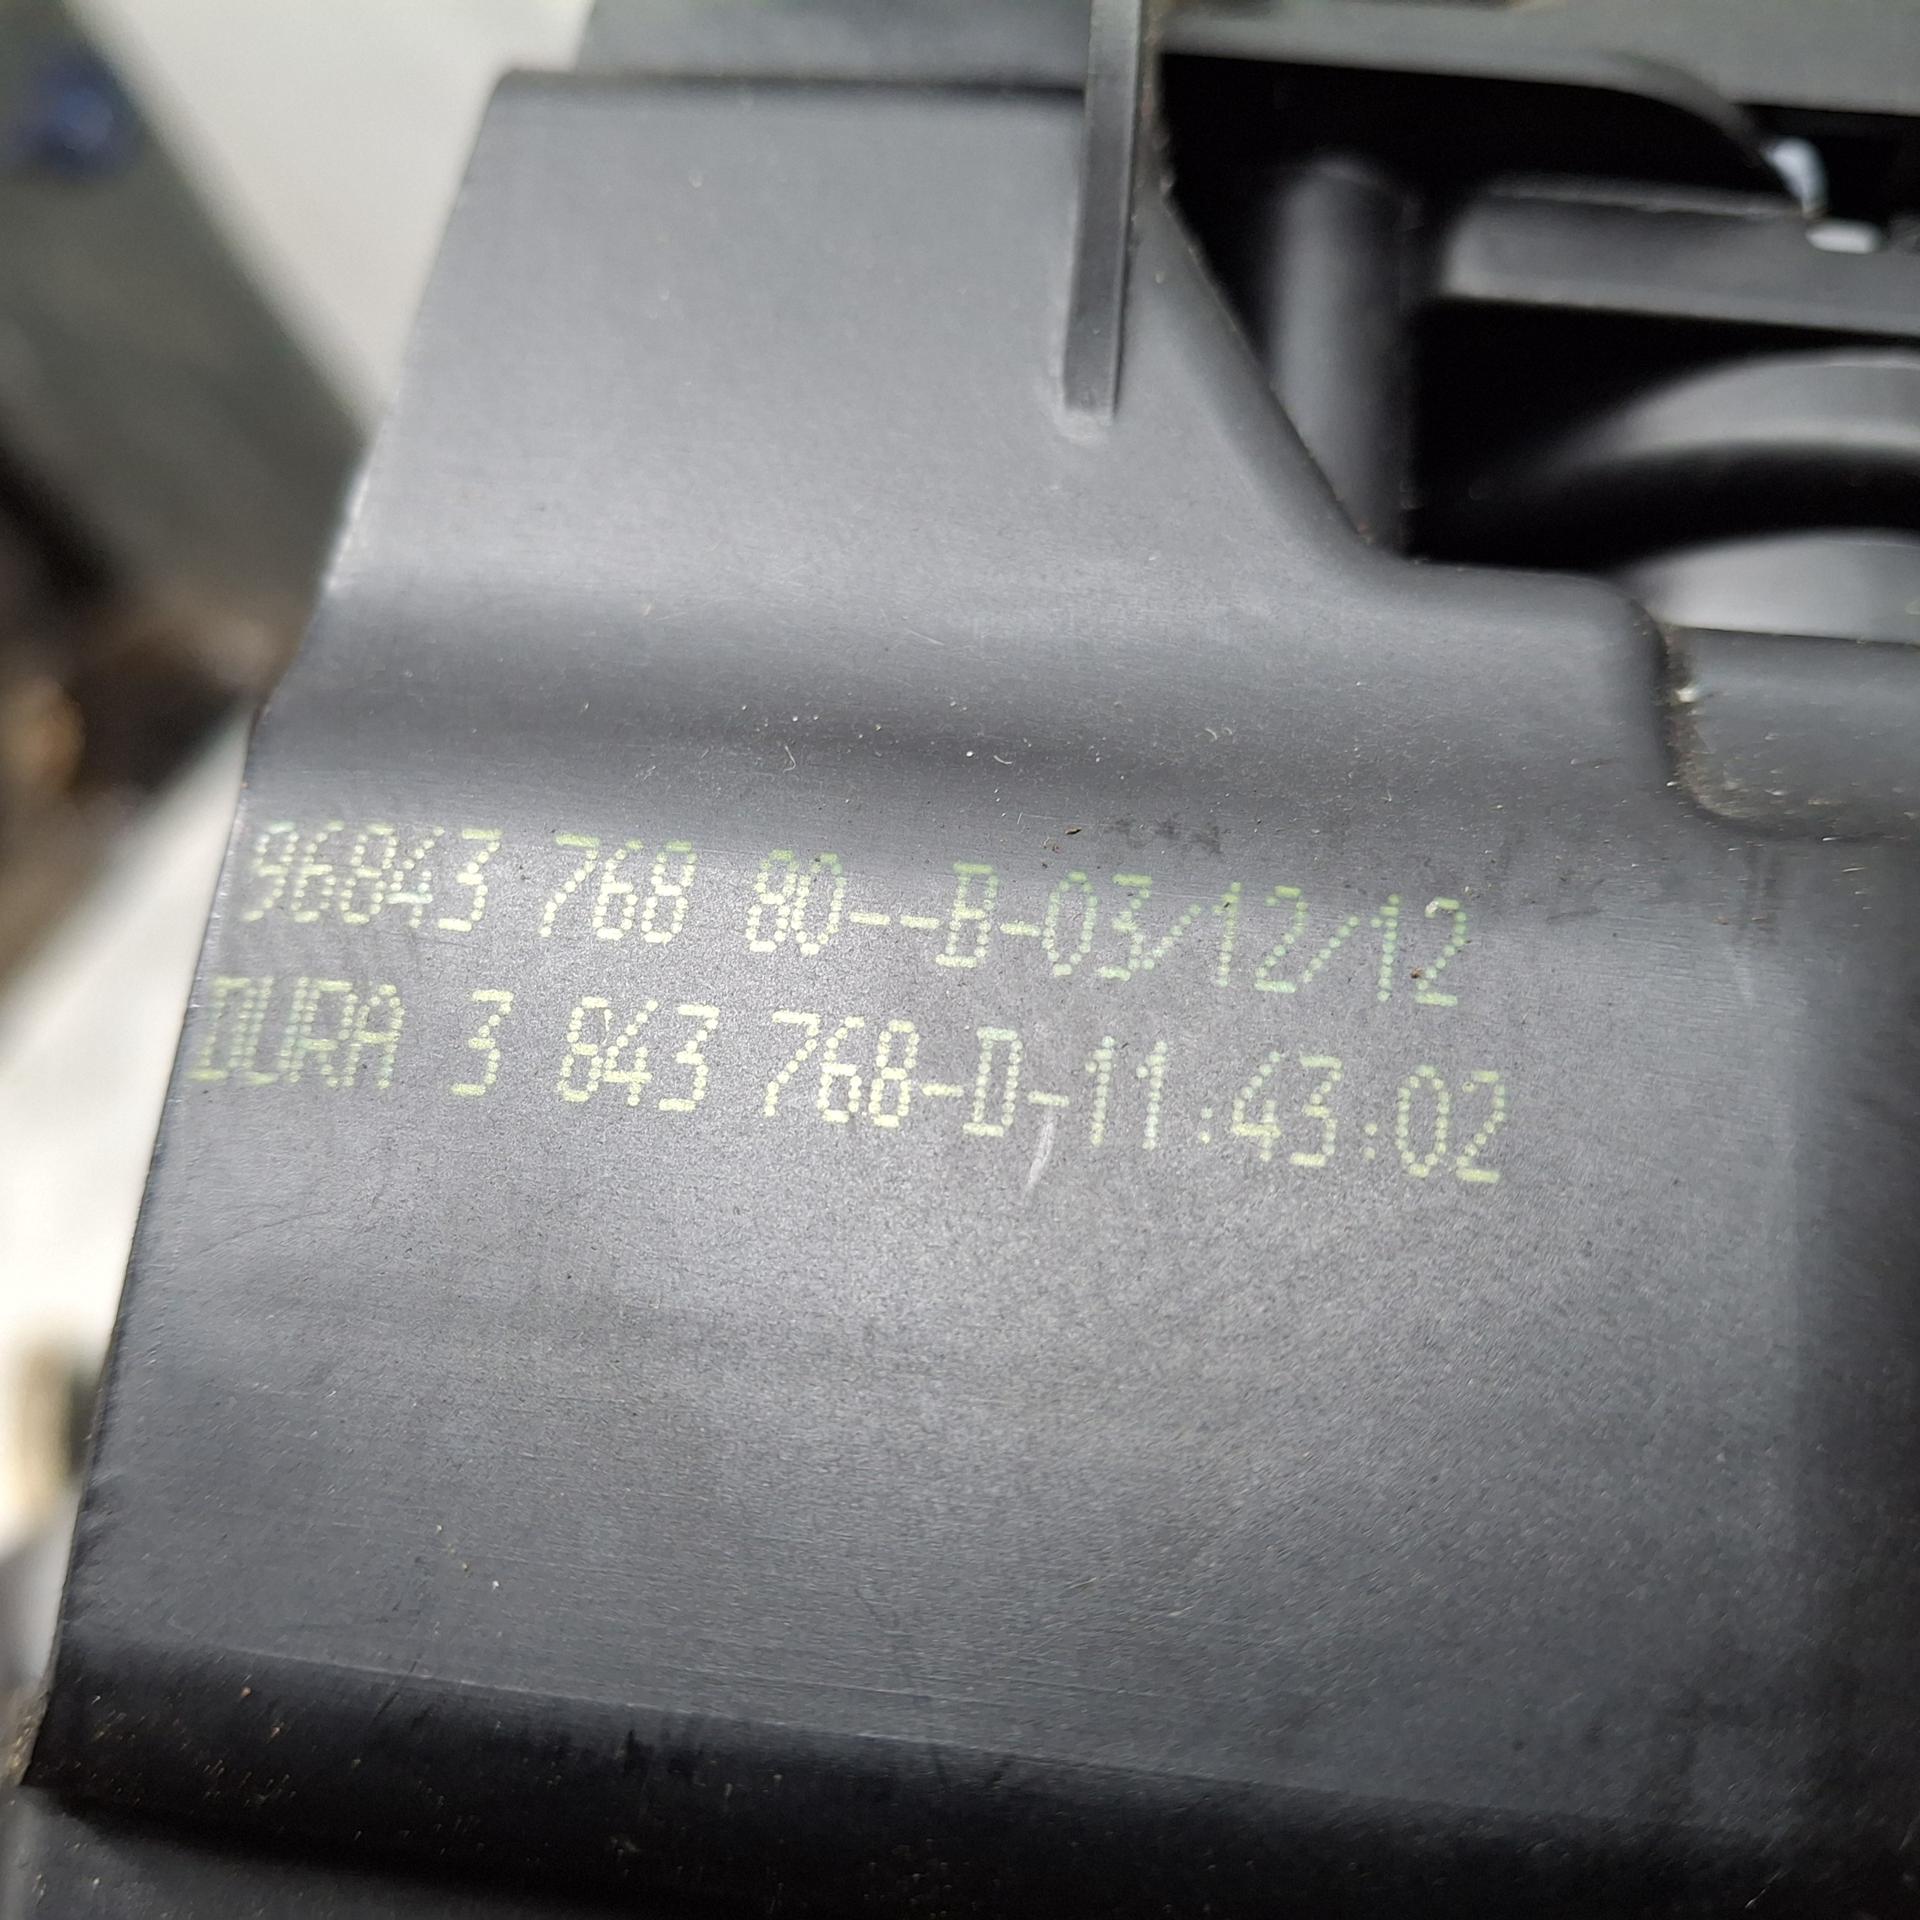 96843 768 80--B-03/12/12
DURA 3 843 768-D-11:43:02